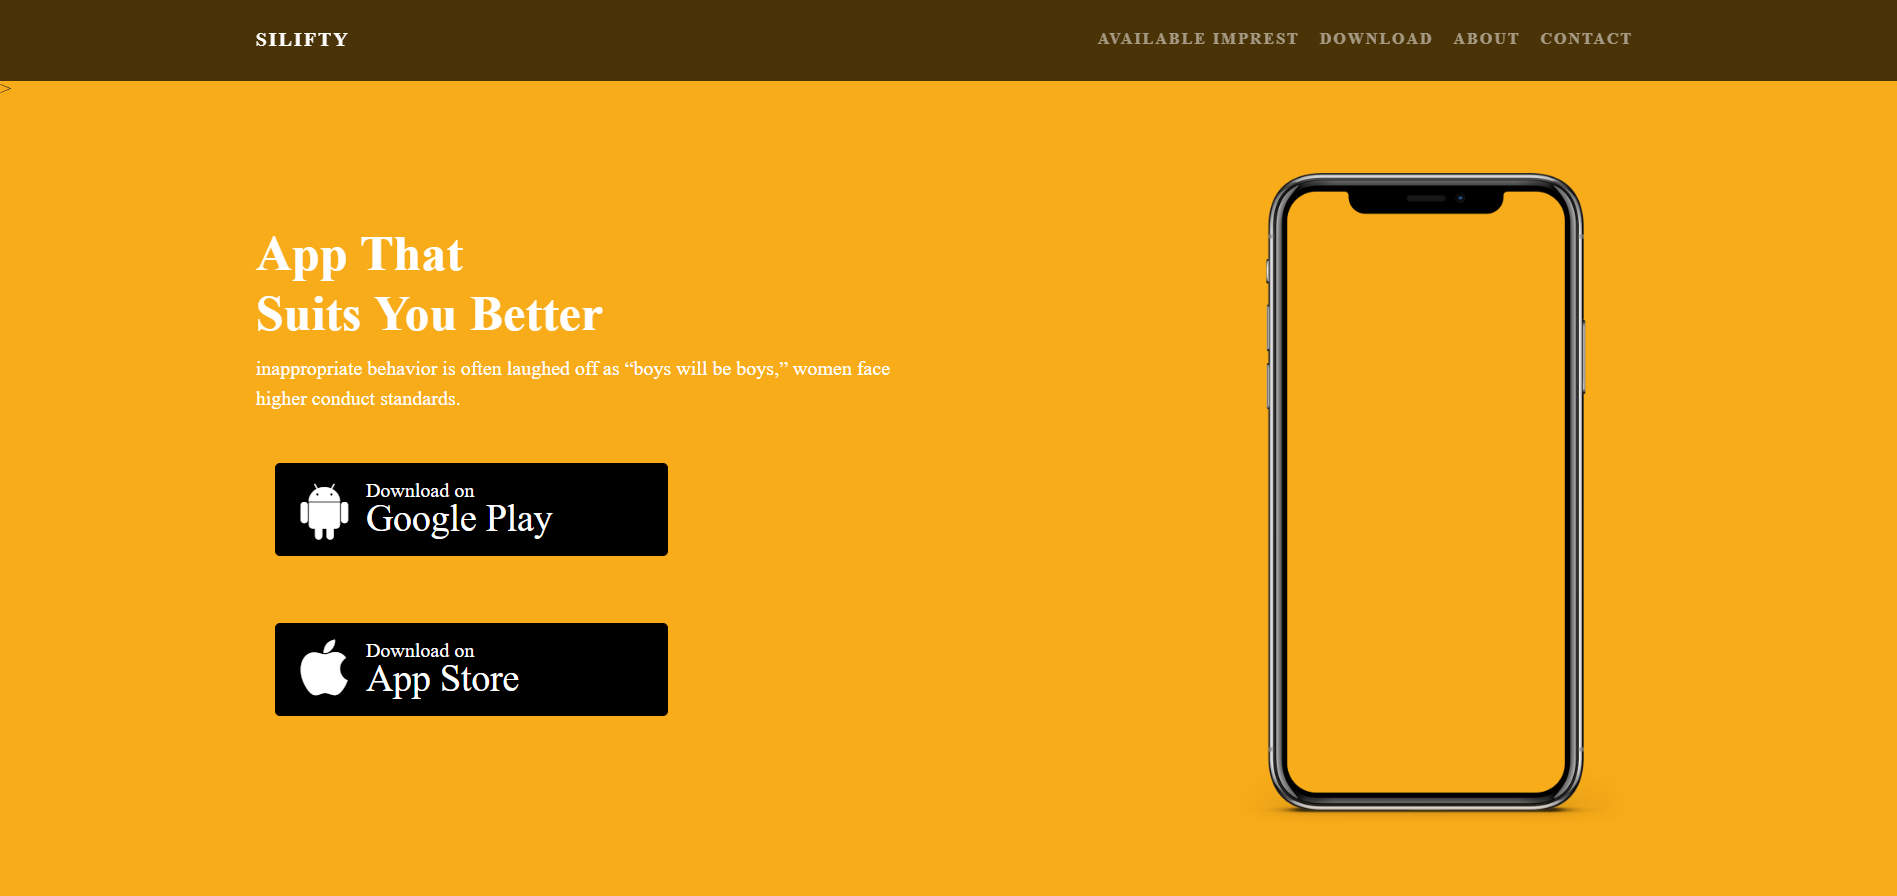 SILIFTY
AVAILABLE IMPREST DOWNLOAD ABOUT CONTACT
>
App That
Suits You Better
inappropriate behavior is often laughed off as “boys will be boys,” women face
higher conduct standards.
Download on
Google Play
Download on
App Store